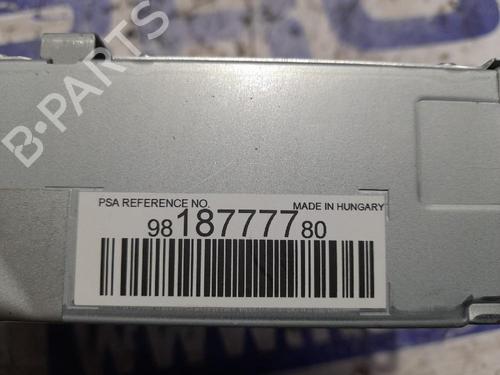 B-PARTS
PSA REFERENCE NO. MADE IN HUNGARY
9818777780